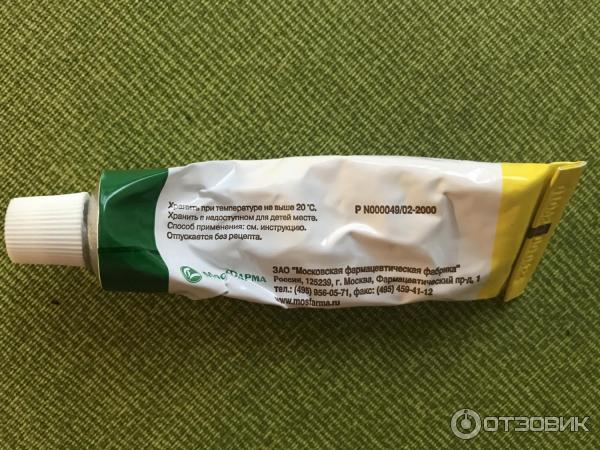 Хранить при температуре не выше 20 °С.
Хранить в недоступном для детей месте.
Способ применения: см. инструкцию.
Отпускается без рецепта.
Р N000049/02-2000
МОСФАРМА
ЗАО "Московская фармацевтическая фабрика"
Россия, 125239, г. Москва, Фармацевтический пр-д, 1
тел.: (495) 956-05-71, факс: (495) 459-41-12
www.mosfarma.ru
ОТЗОВИК